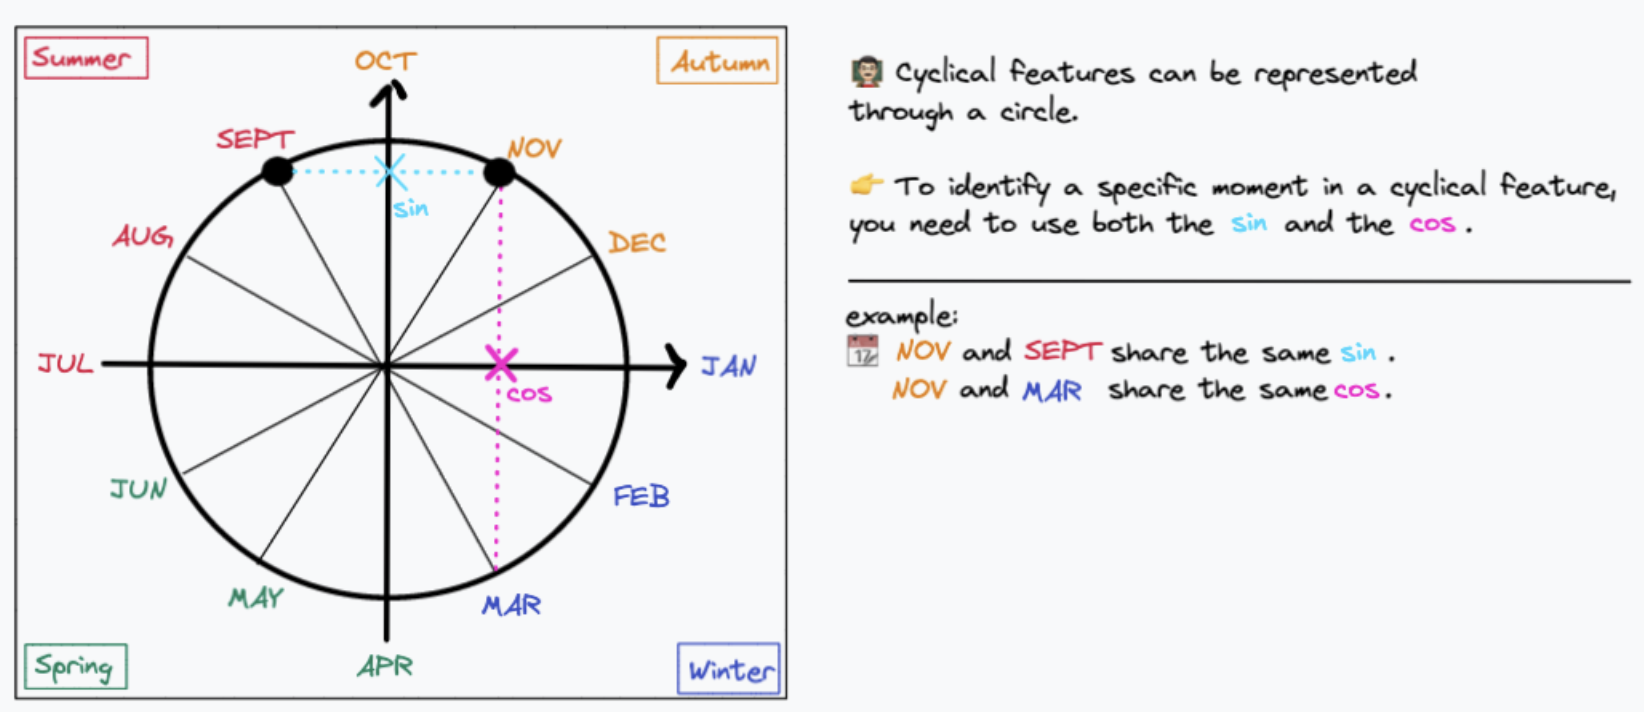 Summer
OCT
Autumn
SEPT
NOV
sin
AUG
DEC
JUL
JAN
cos
JUN
FEB
MAY
MAR
APR
Spring
Winter
Cyclical features can be represented
through a circle.
To identify a specific moment in a cyclical feature,
you need to use both the sin and the cos.
example:
17 NOV and SEPT share the same sin.
NOV and MAR share the same cos.